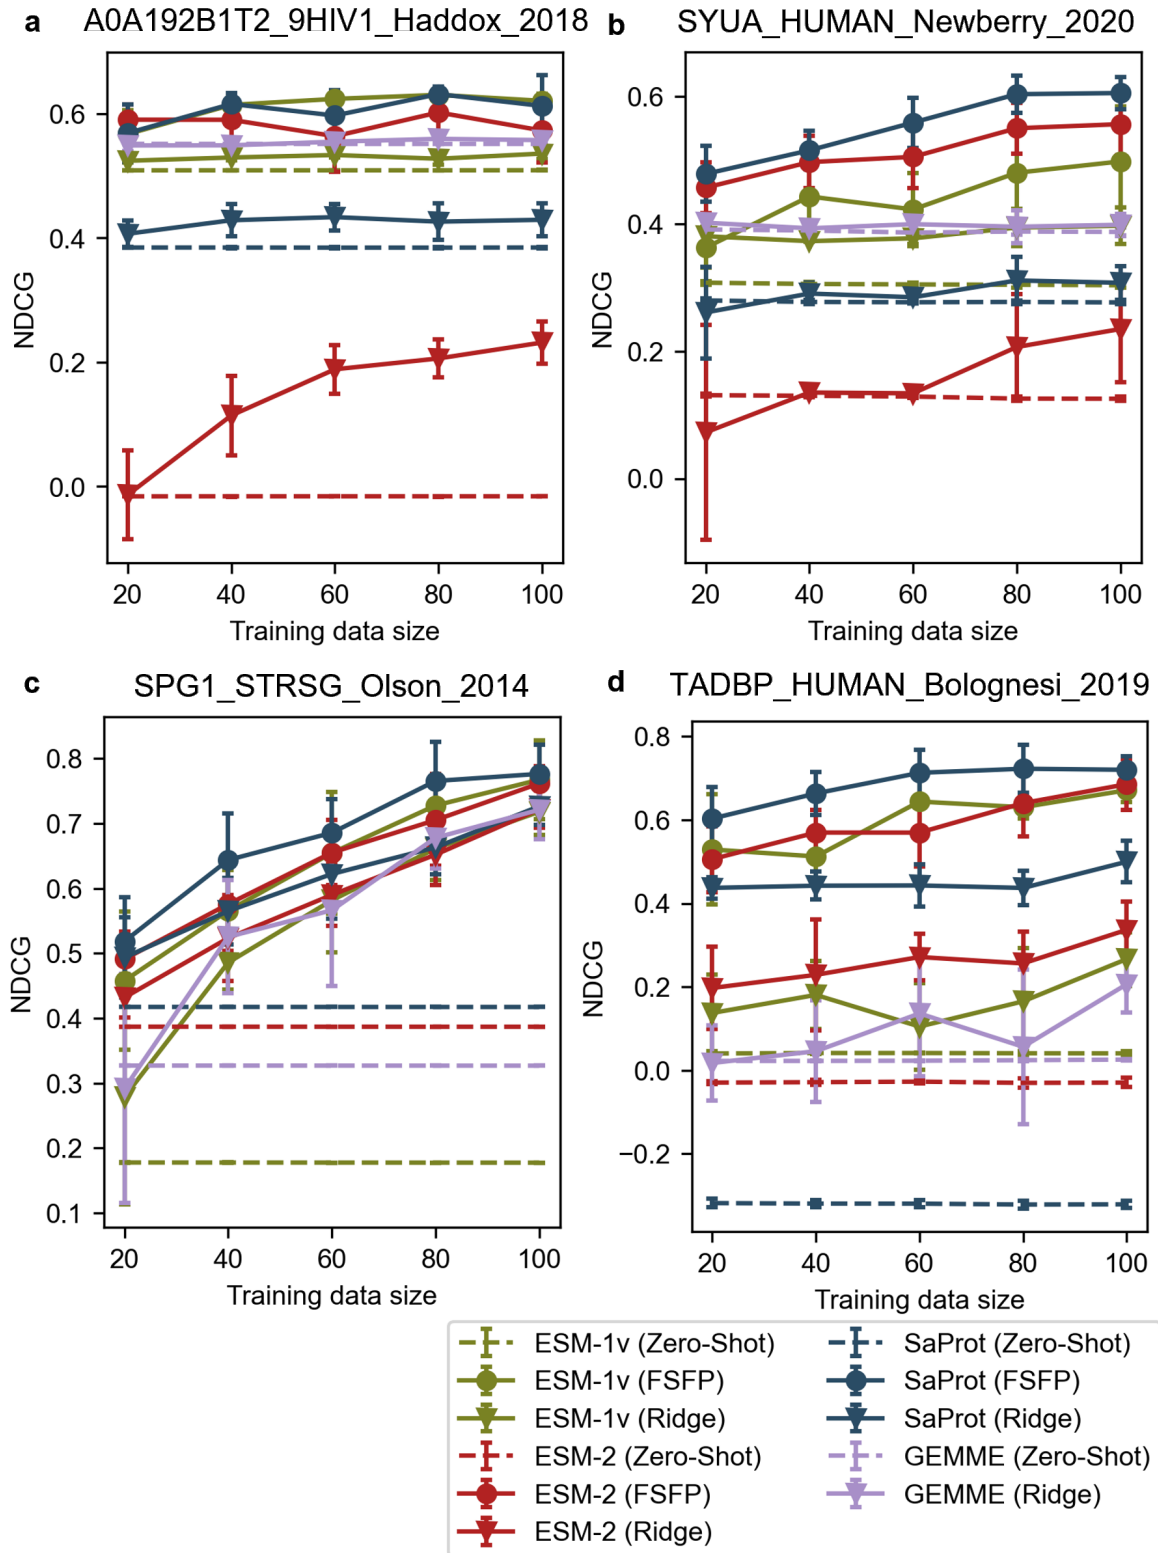 a A0A192B1T2_9HIV1_Haddox_2018
NDCG
0.6
0.4
0.2
0.0
20 40 60 80 100
Training data size
b SYUA_HUMAN_Newberry_2020
NDCG
0.6
0.4
0.2
0.0
20 40 60 80 100
Training data size
c SPG1_STRSG_Olson_2014
NDCG
0.8
0.7
0.6
0.5
0.4
0.3
0.2
0.1
20 40 60 80 100
Training data size
d TADBP_HUMAN_Bolognesi_2019
NDCG
0.8
0.6
0.4
0.2
0.0
−0.2
20 40 60 80 100
Training data size
ESM-1v (Zero-Shot)
ESM-1v (FSFP)
ESM-1v (Ridge)
ESM-2 (Zero-Shot)
ESM-2 (FSFP)
ESM-2 (Ridge)
SaProt (Zero-Shot)
SaProt (FSFP)
SaProt (Ridge)
GEMME (Zero-Shot)
GEMME (Ridge)